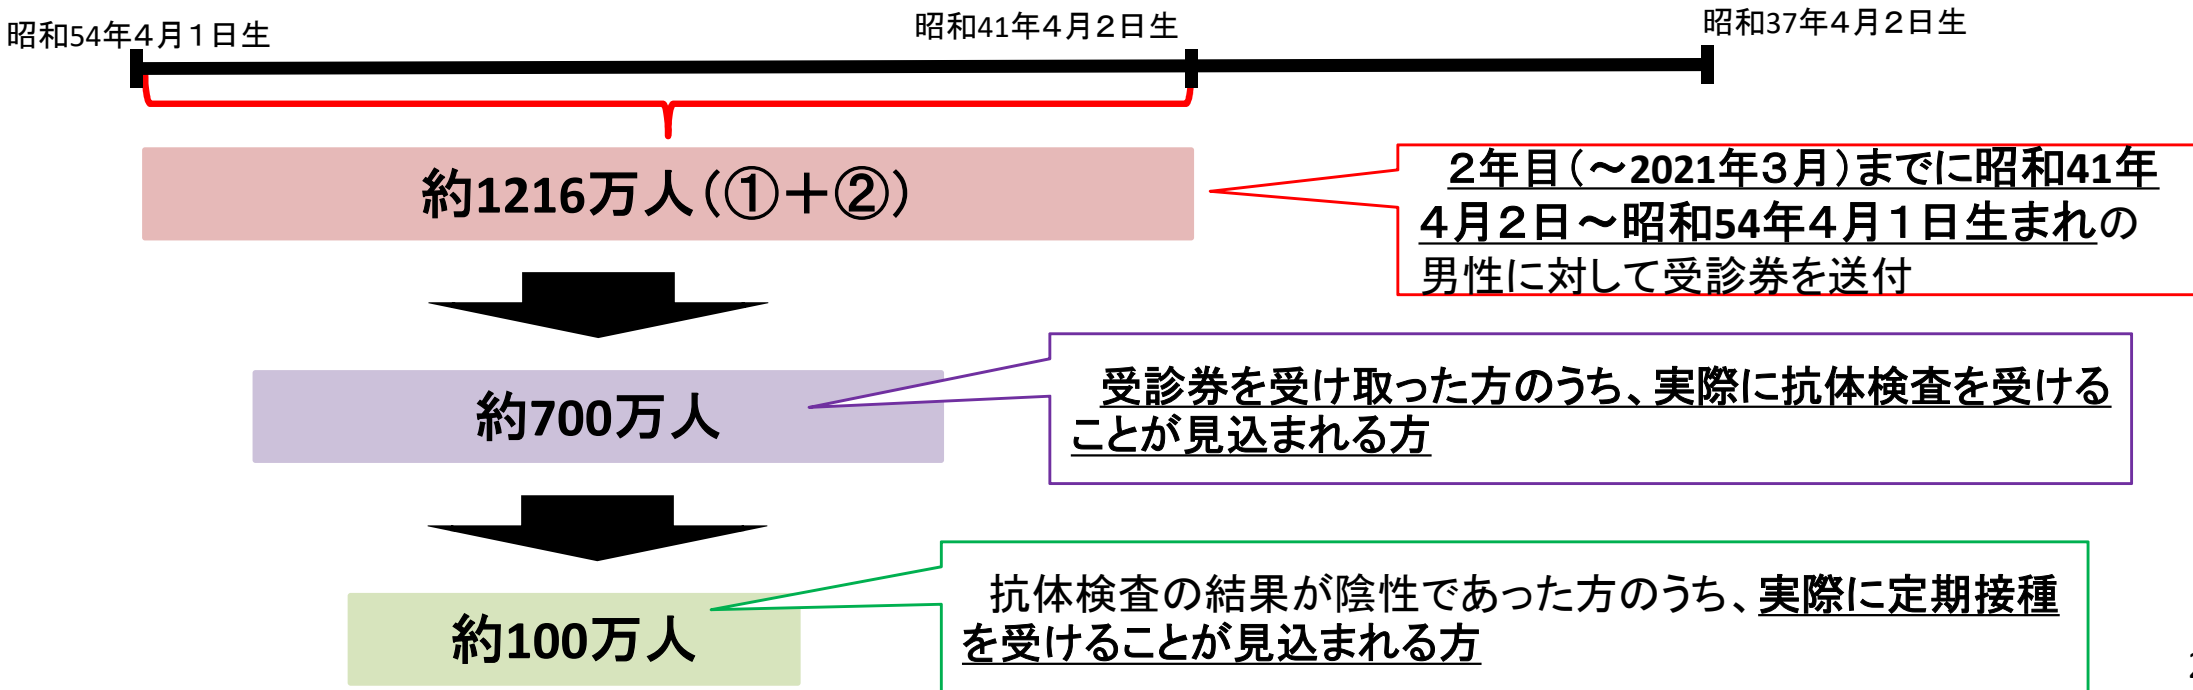 昭和54年4月1日生
昭和41年4月2日生
昭和37年4月2日生
約1216万人(①+②)
2年目(~2021年3月)までに昭和41年
4月2日~昭和54年4月1日生まれの
男性に対して受診券を送付
約700万人
受診券を受け取った方のうち、実際に抗体検査を受ける
ことが見込まれる方
約100万人
抗体検査の結果が陰性であった方のうち、実際に定期接種
を受けることが見込まれる方